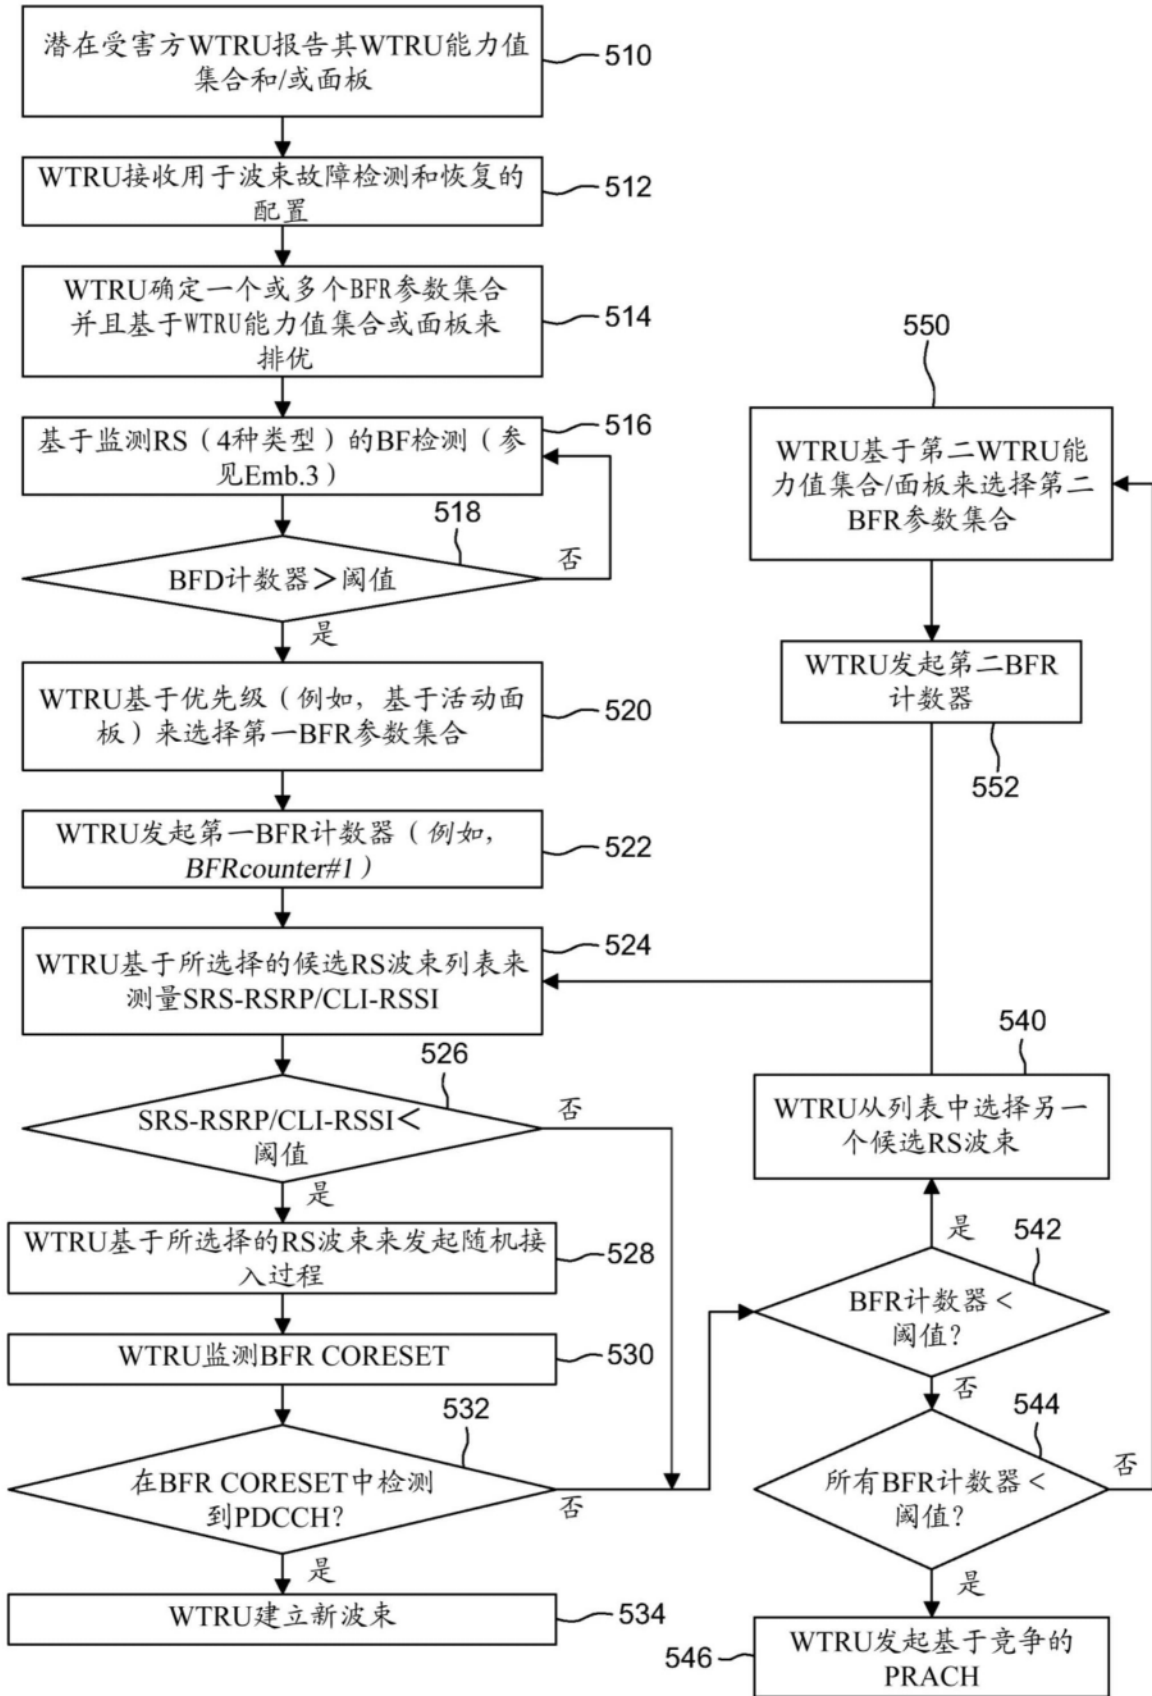 潜在受害方WTRU报告其WTRU能力值
集合和/或面板
510
WTRU接收用于波束故障检测和恢复的
配置
512
WTRU确定一个或多个BFR参数集合
并且基于WTRU能力值集合或面板来
排优
514
基于监测RS（4种类型）的BF检测（参
见Emb.3）
516
518
BFD计数器＞阈值
否
是
WTRU基于优先级（例如，基于活动面
板）来选择第一BFR参数集合
520
WTRU发起第一BFR计数器（例如，
BFRcounter#1）
522
WTRU基于所选择的候选RS波束列表来
测量SRS-RSRP/CLI-RSSI
524
526
SRS-RSRP/CLI-RSSI＜
阈值
否
是
WTRU基于所选择的RS波束来发起随机接
入过程
528
WTRU监测BFR CORESET
530
532
在BFR CORESET中检测
到PDCCH？
否
是
WTRU建立新波束
534
550
WTRU基于第二WTRU能
力值集合/面板来选择第二
BFR参数集合
WTRU发起第二BFR
计数器
552
540
WTRU从列表中选择另一
个候选RS波束
是
542
BFR计数器＜
阈值？
否
544
所有BFR计数器＜
阈值？
否
是
546
WTRU发起基于竞争的
PRACH